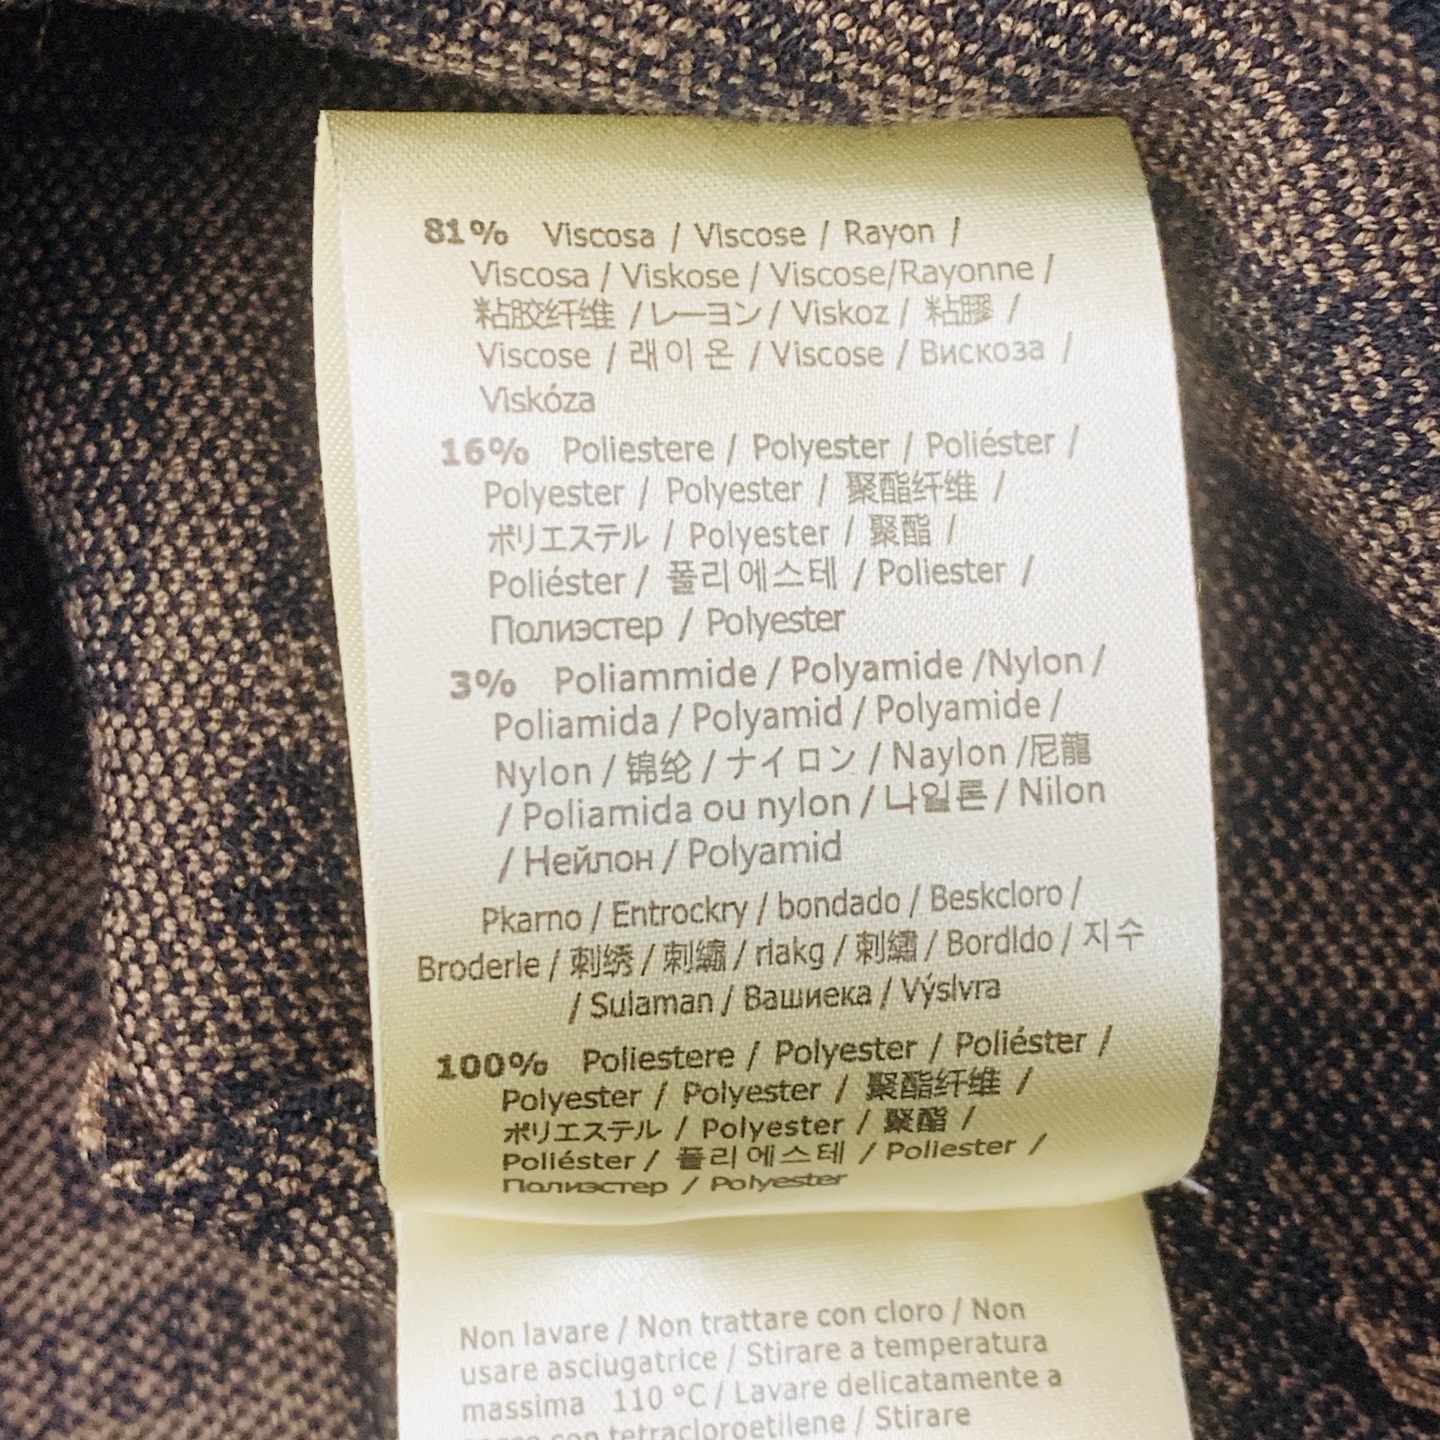 81% Viscosa / Viscose / Rayon /
Viscosa / Viskose / Viscose/Rayonne /
粘胶纤维 / レーヨン / Viskoz / 粘膠 /
Viscose / 래이온 / Viscose / Вискоза /
Viskóza
16% Poliestere / Polyester / Poliéster /
Polyester / Polyester / 聚酯纤维 /
ポリエステル / Polyester / 聚酯 /
Poliéster / 폴리에스테 / Poliester /
Полиэстер / Polyester
3% Poliammide / Polyamide /Nylon /
Poliamida / Polyamid / Polyamide /
Nylon / 锦纶 / ナイロン / Naylon /尼龍
/ Poliamida ou nylon / 나일론 / Nilon
/ Нейлон / Polyamid
Pkarno / Entrockry / bondado / Beskcloro /
Broderle / 刺绣 / 刺繡 / rlakg / 刺繡 / Bordldo / 지수
/ Sulaman / Вашиека / Výslvra
100% Poliestere / Polyester / Poliéster /
Polyester / Polyester / 聚酯纤维 /
ポリエステル / Polyester / 聚酯 /
Poliéster / 폴리에스테 / Poliester /
Полиэстер / Polyester
Non lavare / Non trattare con cloro / Non
usare asciugatrice / Stirare a temperatura
massima 110 °C / Lavare delicatamente a
secco con tetracloroetilene / Stirare